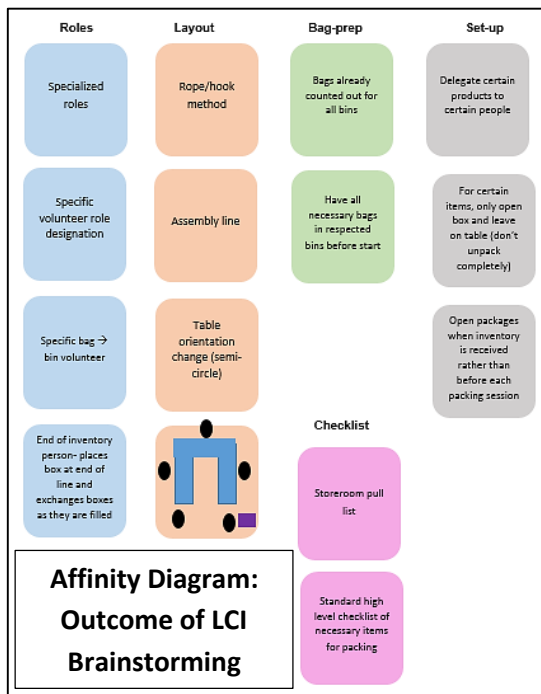 Roles
Layout
Bag-prep
Set-up
Specialized
roles
Rope/hook
method
Bags already
counted out for
all bins
Delegate certain
products to
certain people
Specific
volunteer role
designation
Assembly line
Have all
necessary bags
in respected
bins before start
For certain
items, only open
box and leave
on table (don't
unpack
completely)
Specific bag →
bin volunteer
Table
orientation
change (semi-
circle)
Open packages
when inventory
is received
rather than
before each
packing session
Checklist
End of inventory
person- places
box at end of
line and
exchanges boxes
as they are filled
Storeroom pull
list
Standard high
level checklist of
necessary items
for packing
Affinity Diagram:
Outcome of LCI
Brainstorming